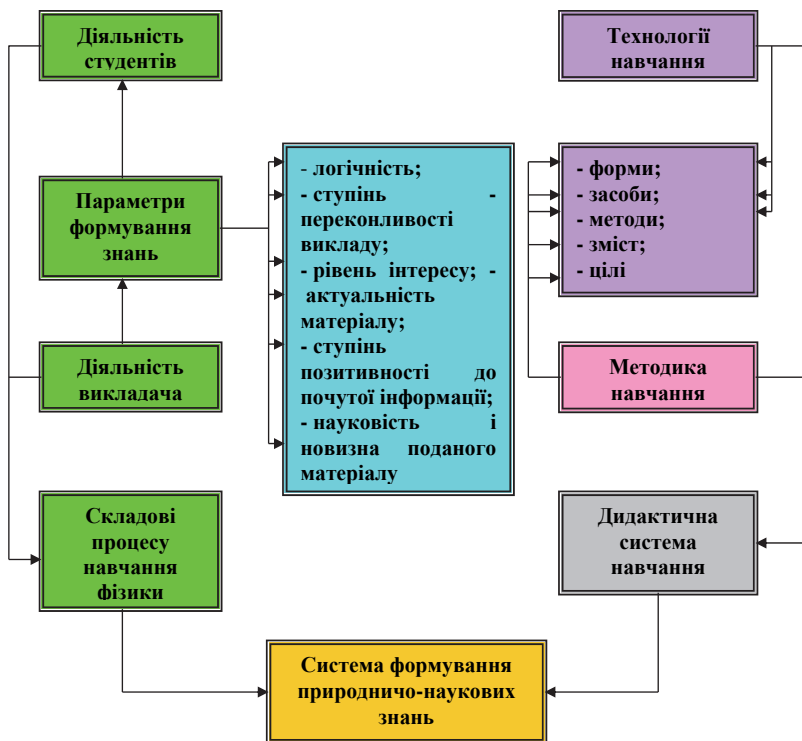 Діяльність
студентів
Технології
навчання
Параметри
формування
знань
- логічність;
- ступінь -
переконливості
викладу;
- рівень інтересу; -
актуальність
матеріалу;
- ступінь
позитивності до
почутої інформації;
- науковість і
новизна поданого
матеріалу
- форми;
- засоби;
- методи;
- зміст;
- цілі
Діяльність
викладача
Методика
навчання
Складові
процесу
навчання
фізики
Дидактична
система
навчання
Система формування
природничо-наукових
знань